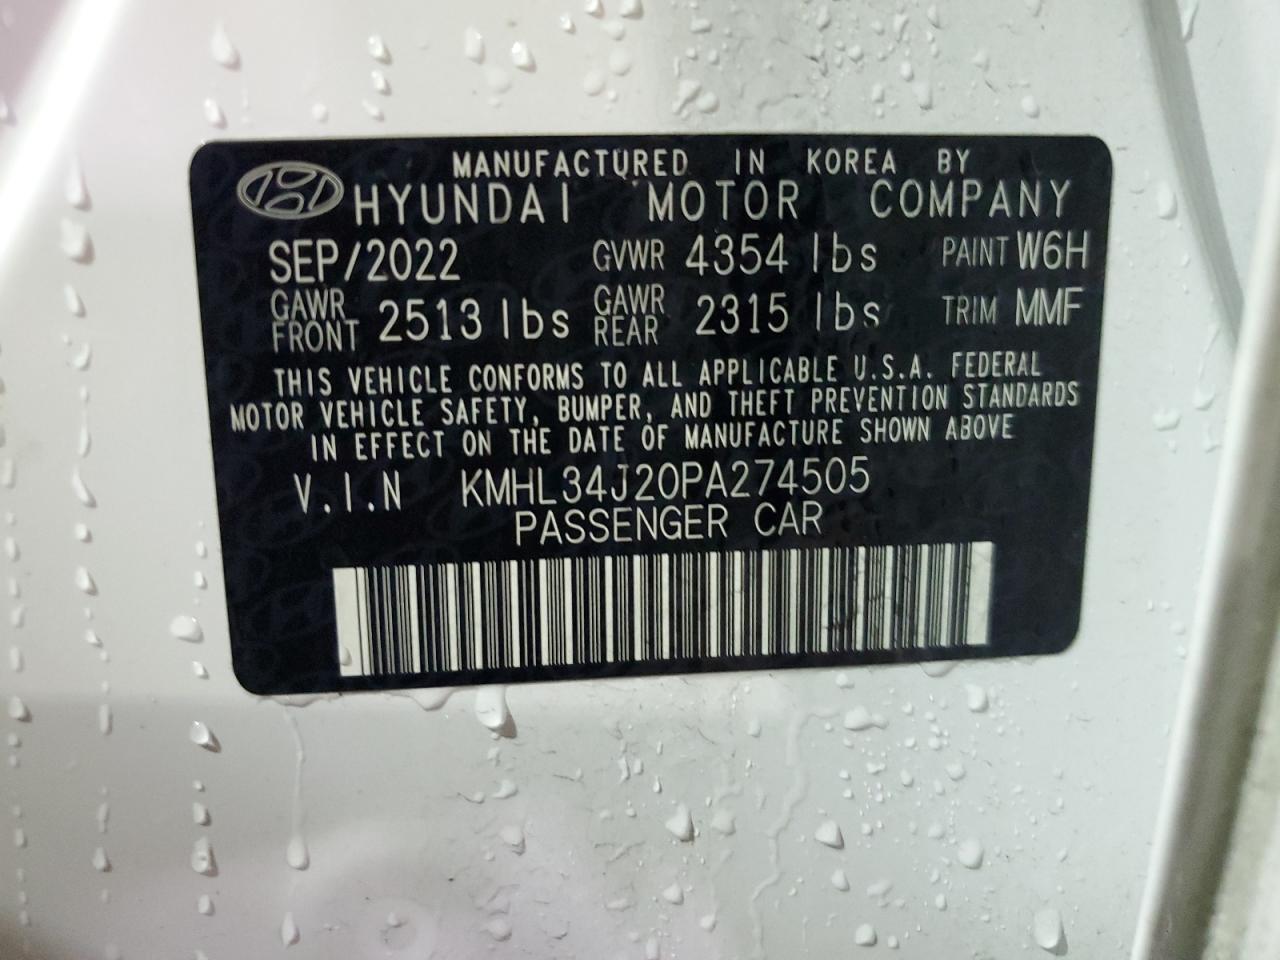 MANUFACTURED IN KOREA BY
HYUNDAI MOTOR COMPANY
SEP/2022 GVWR 4354 lbs PAINT W6H
GAWR FRONT 2513 lbs GAWR REAR 2315 lbs TRIM MMF
THIS VEHICLE CONFORMS TO ALL APPLICABLE U.S.A. FEDERAL
MOTOR VEHICLE SAFETY, BUMPER, AND THEFT PREVENTION STANDARDS
IN EFFECT ON THE DATE OF MANUFACTURE SHOWN ABOVE
V.I.N KMHL34J20PA274505
PASSENGER CAR